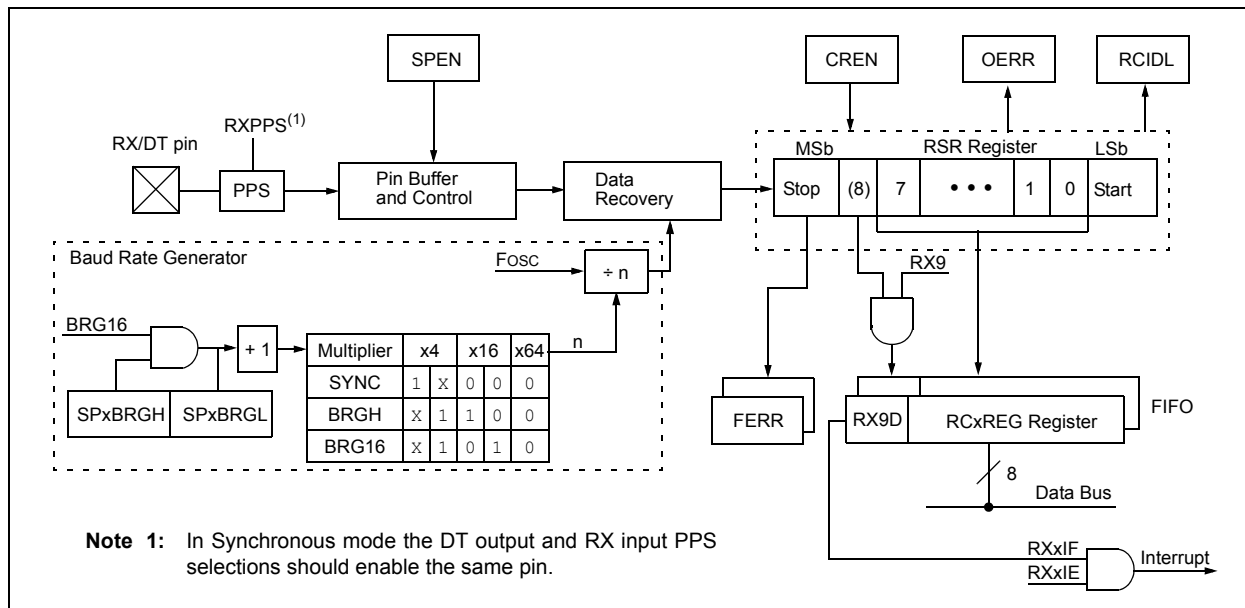 SPEN
CREN
OERR
RCIDL
RXPPS(1)
RX/DT pin
PPS
Pin Buffer
and Control
Data
Recovery
MSb
RSR Register
LSb
Stop
(8)
7
• • •
1
0
Start
Baud Rate Generator
FOSC
÷ n
RX9
BRG16
+ 1
n
Multiplier x4 x16 x64
SYNC 1 X 0 0 0
BRGH X 1 1 0 0
BRG16 X 1 0 1 0
SPxBRGH
SPxBRGL
FERR
RX9D
RCxREG Register
FIFO
8
Data Bus
Note 1: In Synchronous mode the DT output and RX input PPS
selections should enable the same pin.
RXxIF
RXxIE
Interrupt